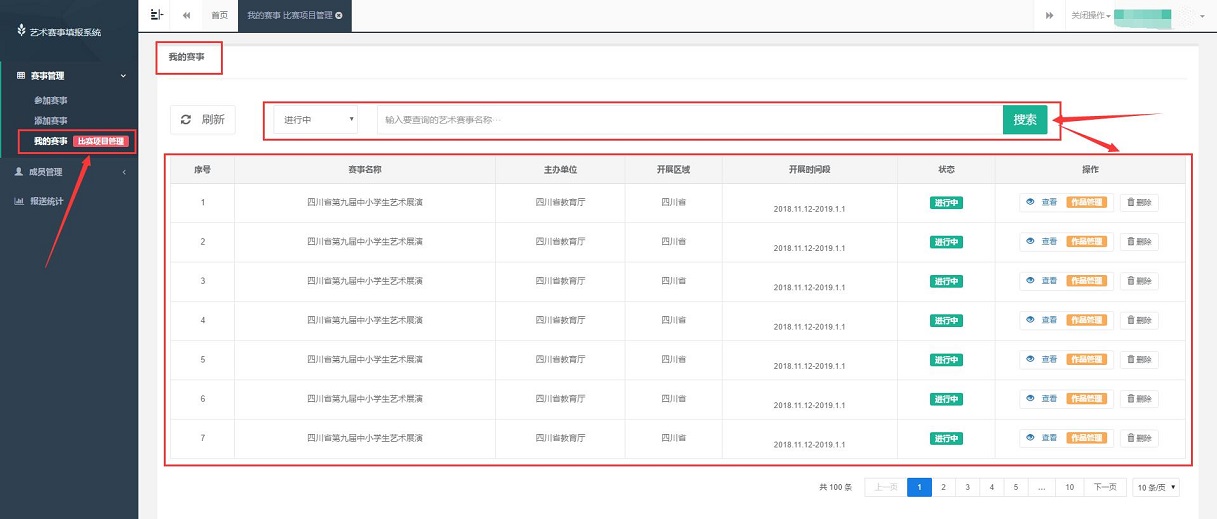 首页
我的赛事 比赛项目管理
关闭操作
艺术赛事填报系统
赛事管理
参加赛事
添加赛事
我的赛事 比赛项目管理
成员管理
报送统计
我的赛事
刷新
进行中
输入要查询的艺术赛事名称…
搜索
序号 赛事名称 主办单位 开展区域 开展时间段 状态 操作
1 四川省第九届中小学生艺术展演 四川省教育厅 四川省 2018.11.12-2019.1.1 进行中 查看 作品管理 删除
2 四川省第九届中小学生艺术展演 四川省教育厅 四川省 2018.11.12-2019.1.1 进行中 查看 作品管理 删除
3 四川省第九届中小学生艺术展演 四川省教育厅 四川省 2018.11.12-2019.1.1 进行中 查看 作品管理 删除
4 四川省第九届中小学生艺术展演 四川省教育厅 四川省 2018.11.12-2019.1.1 进行中 查看 作品管理 删除
5 四川省第九届中小学生艺术展演 四川省教育厅 四川省 2018.11.12-2019.1.1 进行中 查看 作品管理 删除
6 四川省第九届中小学生艺术展演 四川省教育厅 四川省 2018.11.12-2019.1.1 进行中 查看 作品管理 删除
7 四川省第九届中小学生艺术展演 四川省教育厅 四川省 2018.11.12-2019.1.1 进行中 查看 作品管理 删除
共 100 条 上一页 1 2 3 4 5 ... 10 下一页 10 条/页